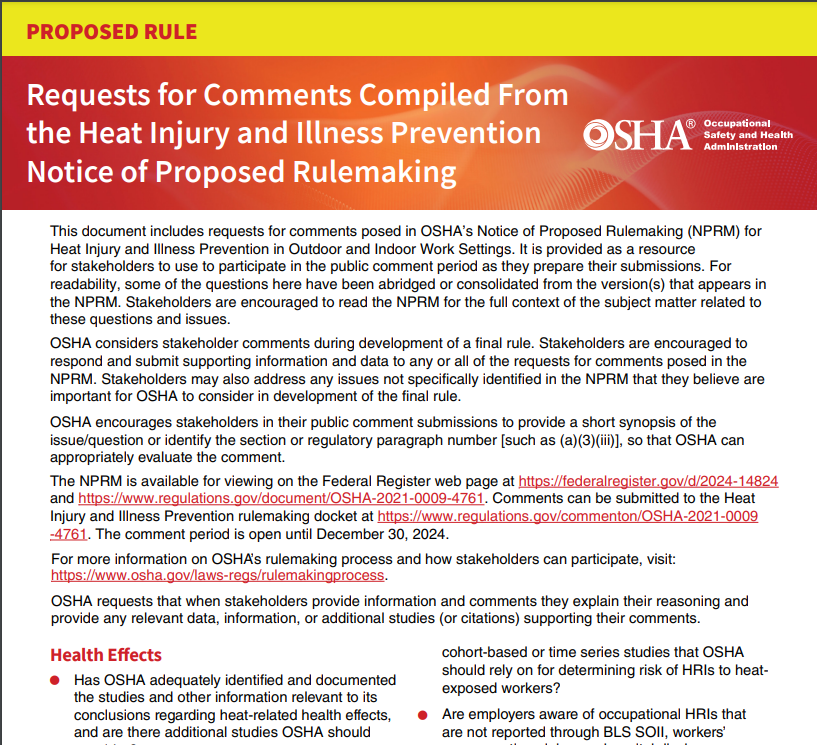 PROPOSED RULE
Requests for Comments Compiled From
the Heat Injury and Illness Prevention
Notice of Proposed Rulemaking
OSHA®
Occupational
Safety and Health
Administration
This document includes requests for comments posed in OSHA's Notice of Proposed Rulemaking (NPRM) for
Heat Injury and Illness Prevention in Outdoor and Indoor Work Settings. It is provided as a resource
for stakeholders to use to participate in the public comment period as they prepare their submissions. For
readability, some of the questions here have been abridged or consolidated from the version(s) that appears in
the NPRM. Stakeholders are encouraged to read the NPRM for the full context of the subject matter related to
these questions and issues.
OSHA considers stakeholder comments during development of a final rule. Stakeholders are encouraged to
respond and submit supporting information and data to any or all of the requests for comments posed in the
NPRM. Stakeholders may also address any issues not specifically identified in the NPRM that they believe are
important for OSHA to consider in development of the final rule.
OSHA encourages stakeholders in their public comment submissions to provide a short synopsis of the
issue/question or identify the section or regulatory paragraph number [such as (a)(3)(iii)], so that OSHA can
appropriately evaluate the comment.
The NPRM is available for viewing on the Federal Register web page at https://federalregister.gov/d/2024-14824
and https://www.regulations.gov/document/OSHA-2021-0009-4761. Comments can be submitted to the Heat
Injury and Illness Prevention rulemaking docket at https://www.regulations.gov/commenton/OSHA-2021-0009
-4761. The comment period is open until December 30, 2024.
For more information on OSHA's rulemaking process and how stakeholders can participate, visit:
https://www.osha.gov/laws-regs/rulemakingprocess.
OSHA requests that when stakeholders provide information and comments they explain their reasoning and
provide any relevant data, information, or additional studies (or citations) supporting their comments.
Health Effects
● Has OSHA adequately identified and documented
the studies and other information relevant to its
conclusions regarding heat-related health effects,
and are there additional studies OSHA should
cohort-based or time series studies that OSHA
should rely on for determining risk of HRIs to heat-
exposed workers?
● Are employers aware of occupational HRIs that
are not reported through BLS SOII, workers'